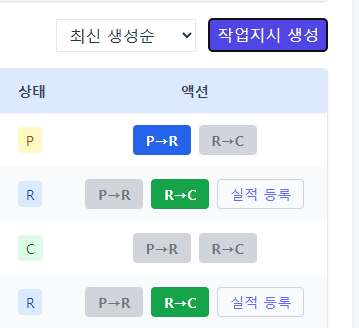 최신 생성순 작업지시 생성
상태 액션
P P→R R→C
R P→R R→C 실적 등록
C P→R R→C
R P→R R→C 실적 등록